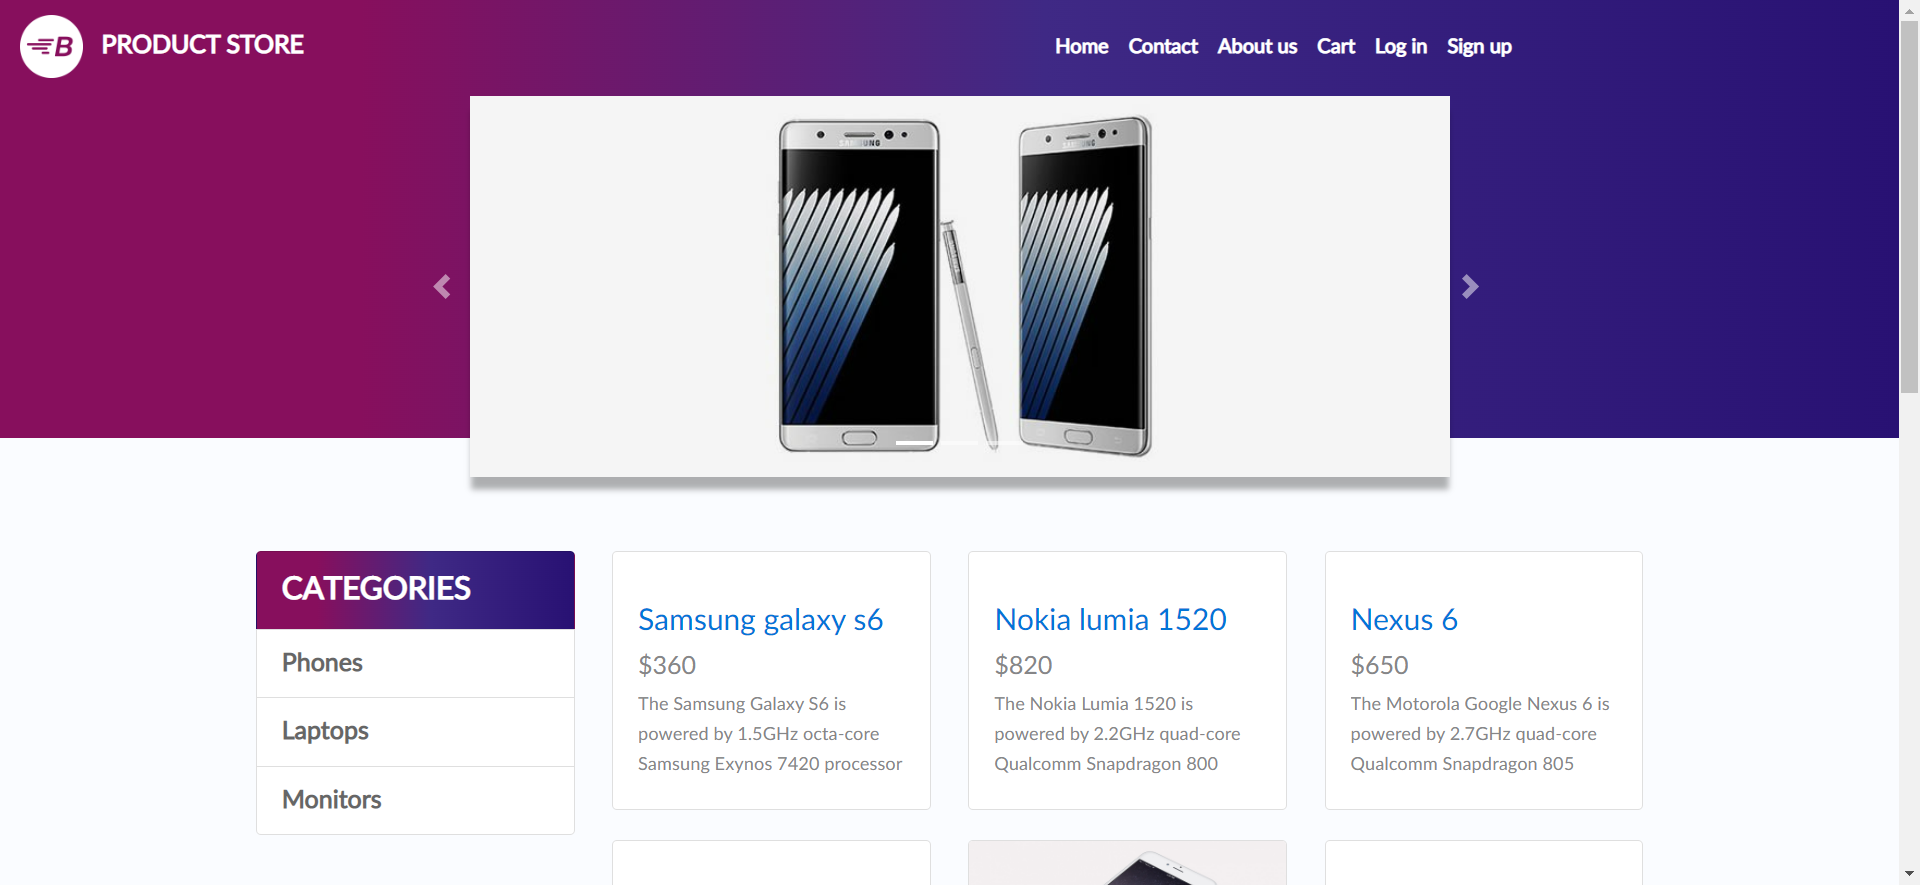 B PRODUCT STORE
Home Contact About us Cart Log in Sign up
SAMSUNG
SAMSUNG
CATEGORIES
Phones
Laptops
Monitors
Samsung galaxy s6
$360
The Samsung Galaxy S6 is
powered by 1.5GHz octa-core
Samsung Exynos 7420 processor
Nokia lumia 1520
$820
The Nokia Lumia 1520 is
powered by 2.2GHz quad-core
Qualcomm Snapdragon 800
Nexus 6
$650
The Motorola Google Nexus 6 is
powered by 2.7GHz quad-core
Qualcomm Snapdragon 805